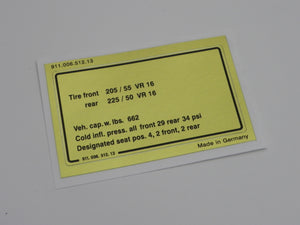 911.006.512.13
Tire front 205 / 55 VR 16
rear 225 / 50 VR 16
Veh. cap. w. lbs. 662
Cold infl. press. all front 29 rear 34 psi
Designated seat pos. 4, 2 front, 2 rear
911. 006. 512. 13
Made in Germany